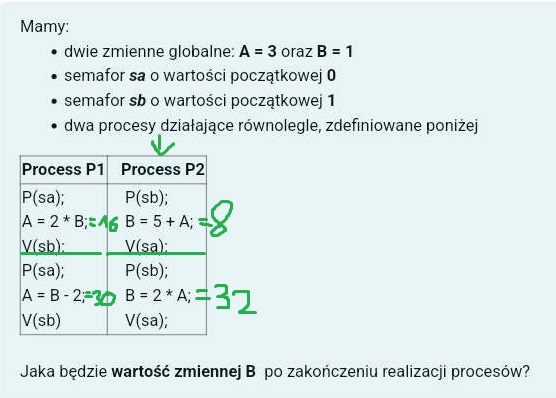 Mamy:
• dwie zmienne globalne: A = 3 oraz B = 1
• semafor sa o wartości początkowej 0
• semafor sb o wartości początkowej 1
• dwa procesy działające równolegle, zdefiniowane poniżej
Process P1 Process P2
P(sa); P(sb);
A = 2 * B; =16 B = 5 + A; =8
V(sb); V(sa);
P(sa); P(sb);
A = B - 2; =30 B = 2 * A; =32
V(sb) V(sa);
Jaka będzie wartość zmiennej B po zakończeniu realizacji procesów?